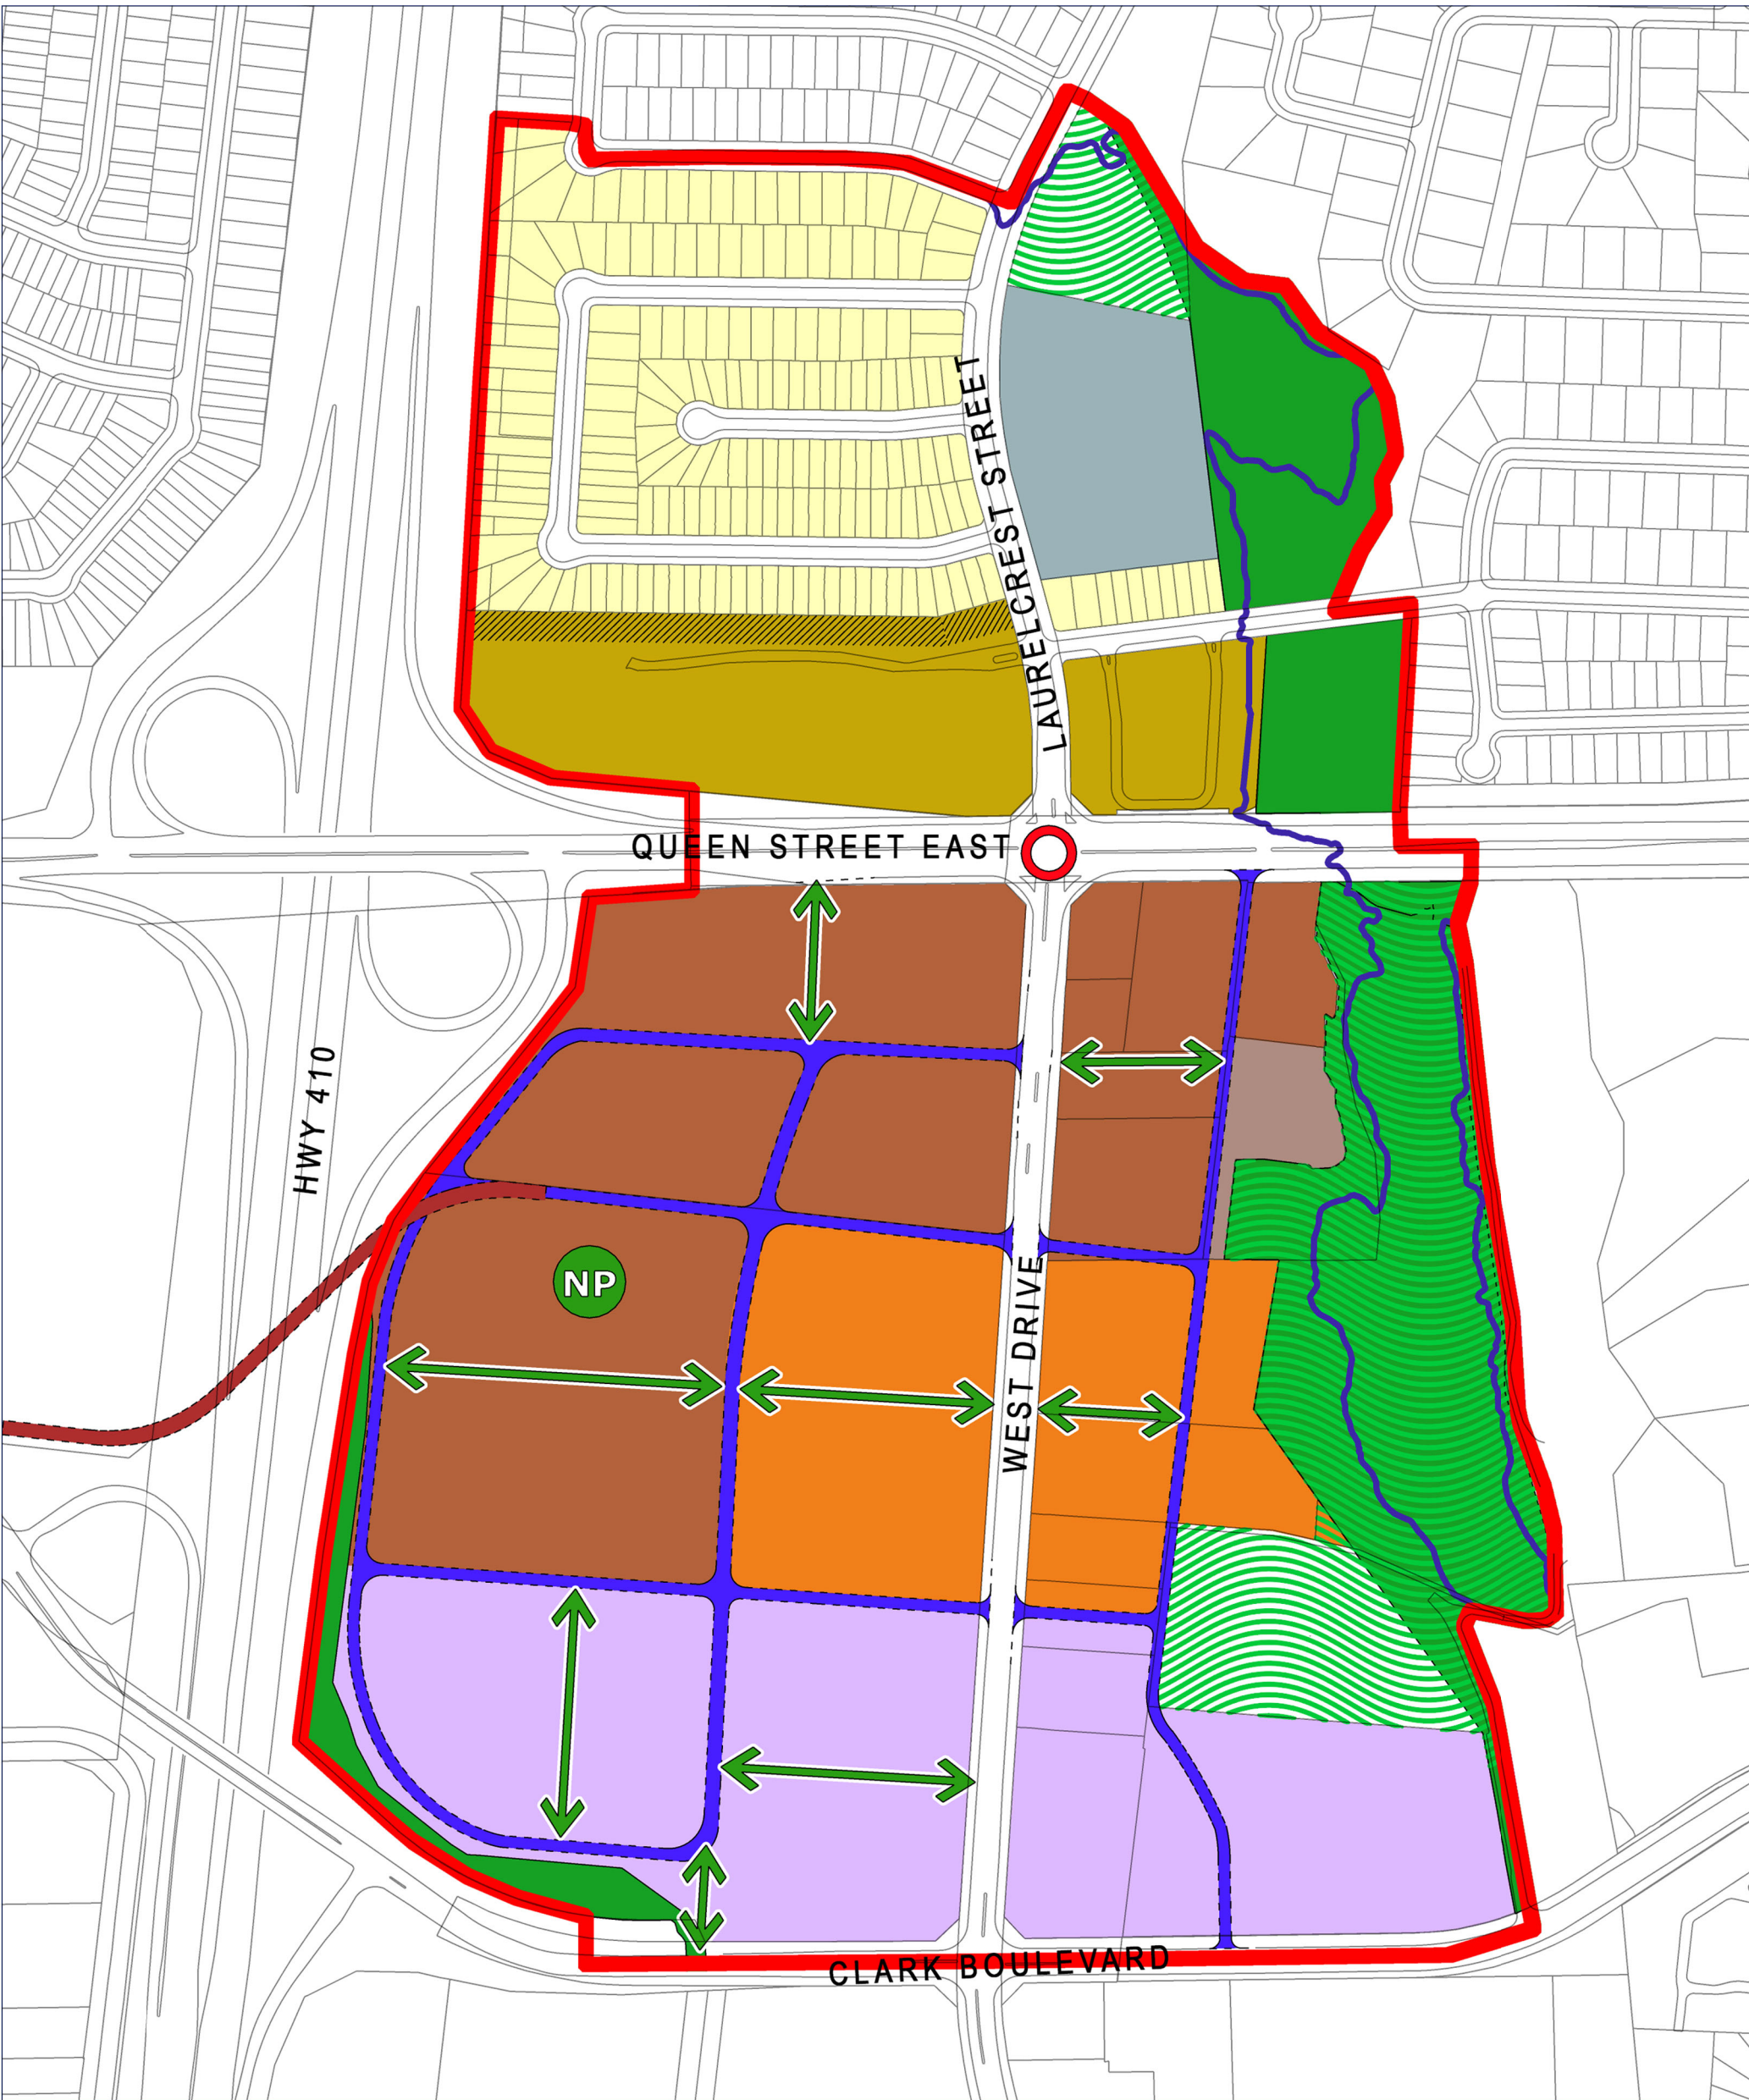 LAURELCREST STREET
QUEEN STREET EAST
HWY 410
NP
WEST DRIVE
CLARK BOULEVARD